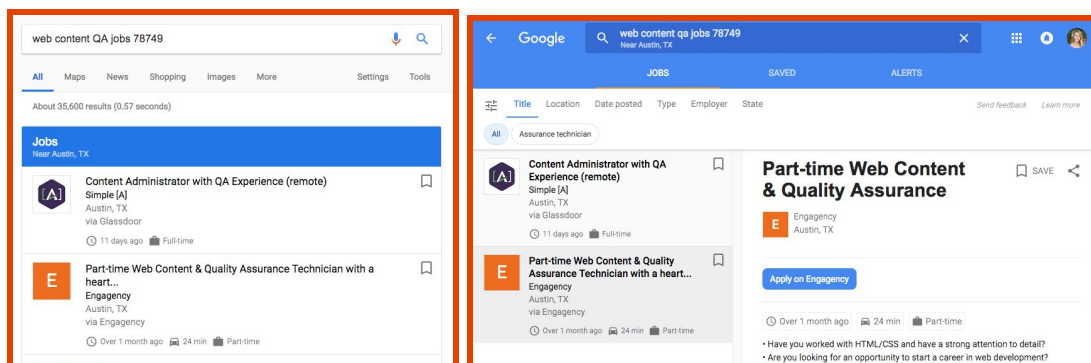 web content QA jobs 78749
All Maps News Shopping Images More Settings Tools
About 35,600 results (0.57 seconds)
Jobs
Near Austin, TX
[A]
Content Administrator with QA Experience (remote)
Simple [A]
Austin, TX
via Glassdoor
11 days ago Full-time
E
Part-time Web Content & Quality Assurance Technician with a
heart...
Engagency
Austin, TX
via Engagency
Over 1 month ago 24 min Part-time
Google
web content qa jobs 78749
Near Austin, TX
JOBS SAVED ALERTS
Title Location Date posted Type Employer State Send feedback Learn more
All Assurance technician
[A]
Content Administrator with QA
Experience (remote)
Simple [A]
Austin, TX
via Glassdoor
11 days ago Full-time
E
Part-time Web Content & Quality
Assurance Technician with a heart...
Engagency
Austin, TX
via Engagency
Over 1 month ago 24 min Part-time
Part-time Web Content
& Quality Assurance
SAVE
E
Engagency
Austin, TX
Apply on Engagency
Over 1 month ago 24 min Part-time
• Have you worked with HTML/CSS and have a strong attention to detail?
• Are you looking for an opportunity to start a career in web development?